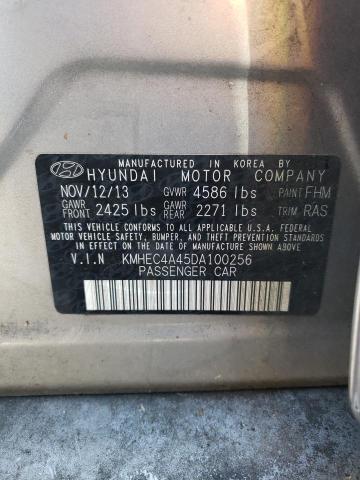 MANUFACTURED IN KOREA BY
HYUNDAI MOTOR COMPANY
NOV/12/13 GVWR 4586 lbs PAINT FHM
GAWR FRONT 2425 lbs GAWR REAR 2271 lbs TRIM RAS
THIS VEHICLE CONFORMS TO ALL APPLICABLE U.S.A FEDERAL
MOTOR VEHICLE SAFETY, BUMPER, AND THEFT PREVENTION
STANDARDS IN EFFECT ON THE DATE OF MANUFACTURE SHOWN ABOVE.
V.I.N KMHEC4A45DA100256
PASSENGER CAR